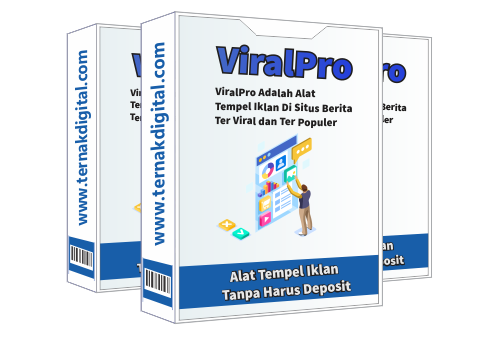 www.ternakdigital.com
www.ternakdigital.com
ViralPro
ViralPro Adalah Alat
Tempel Iklan Di Situs Berita
Ter Viral dan Ter Populer
Alat Tempel Iklan
Tanpa Harus Deposit